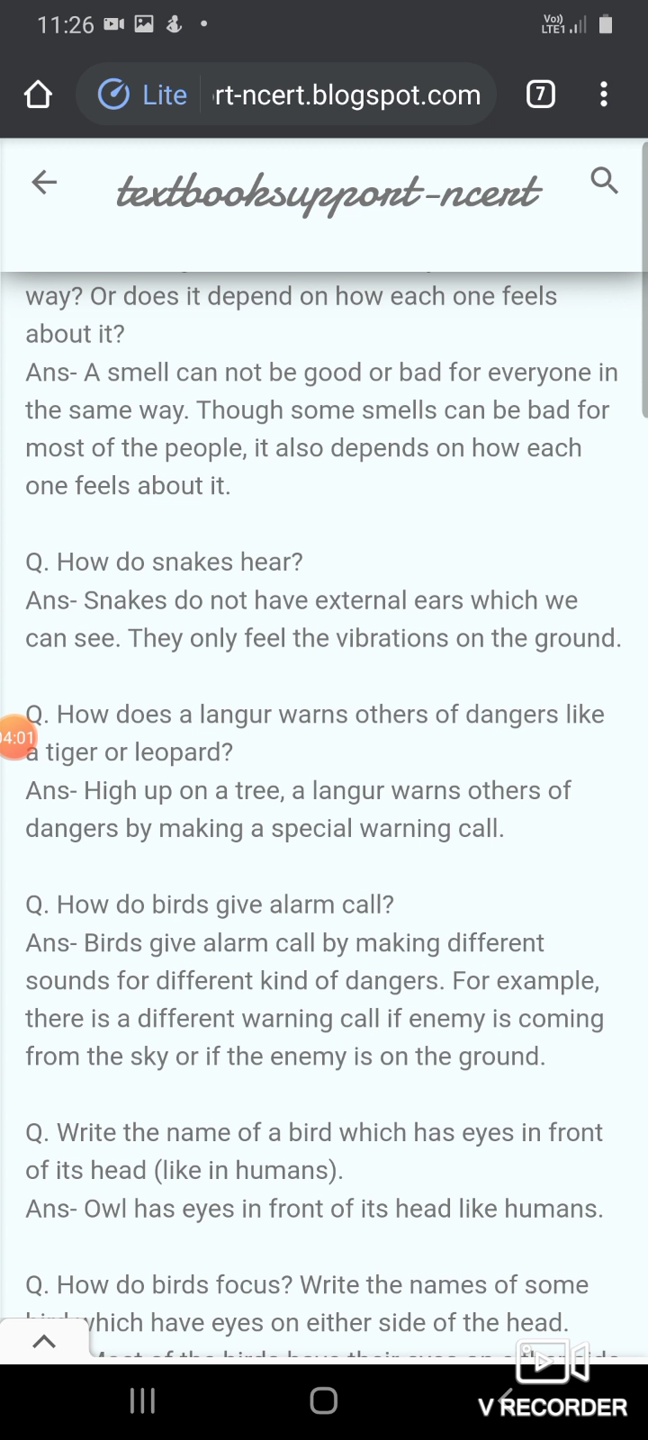 11:26
Vo))
LTE1
Lite
rt-ncert.blogspot.com
7
textbooksupport-ncert
way? Or does it depend on how each one feels
about it?
Ans- A smell can not be good or bad for everyone in
the same way. Though some smells can be bad for
most of the people, it also depends on how each
one feels about it.
Q. How do snakes hear?
Ans- Snakes do not have external ears which we
can see. They only feel the vibrations on the ground.
Q. How does a langur warns others of dangers like
04:01
a tiger or leopard?
Ans- High up on a tree, a langur warns others of
dangers by making a special warning call.
Q. How do birds give alarm call?
Ans- Birds give alarm call by making different
sounds for different kind of dangers. For example,
there is a different warning call if enemy is coming
from the sky or if the enemy is on the ground.
Q. Write the name of a bird which has eyes in front
of its head (like in humans).
Ans- Owl has eyes in front of its head like humans.
Q. How do birds focus? Write the names of some
which have eyes on either side of the head.
V RECORDER